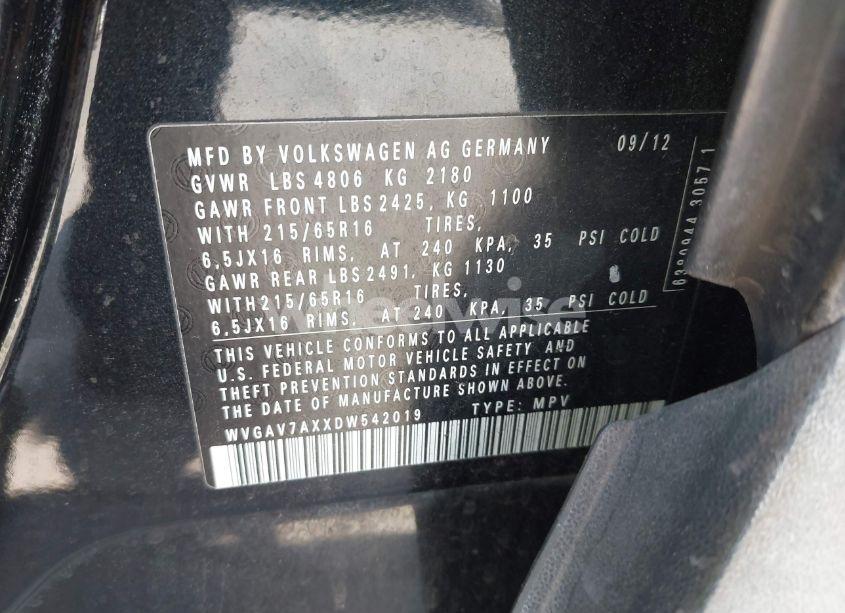 MFD BY VOLKSWAGEN AG GERMANY 09/12
GVWR LBS 4806 KG 2180
GAWR FRONT LBS 2425, KG 1100
WITH 215/65R16 TIRES,
6,5JX16 RIMS, AT 240 KPA, 35 PSI COLD
GAWR REAR LBS 2491, KG 1130
WITH 215/65R16 TIRES,
6,5JX16 RIMS, AT 240 KPA, 35 PSI COLD
THIS VEHICLE CONFORMS TO ALL APPLICABLE
U.S. FEDERAL MOTOR VEHICLE SAFETY AND
THEFT PREVENTION STANDARDS IN EFFECT ON
THE DATE OF MANUFACTURE SHOWN ABOVE.
WVGAV7AXXDW542019 TYPE: MPV